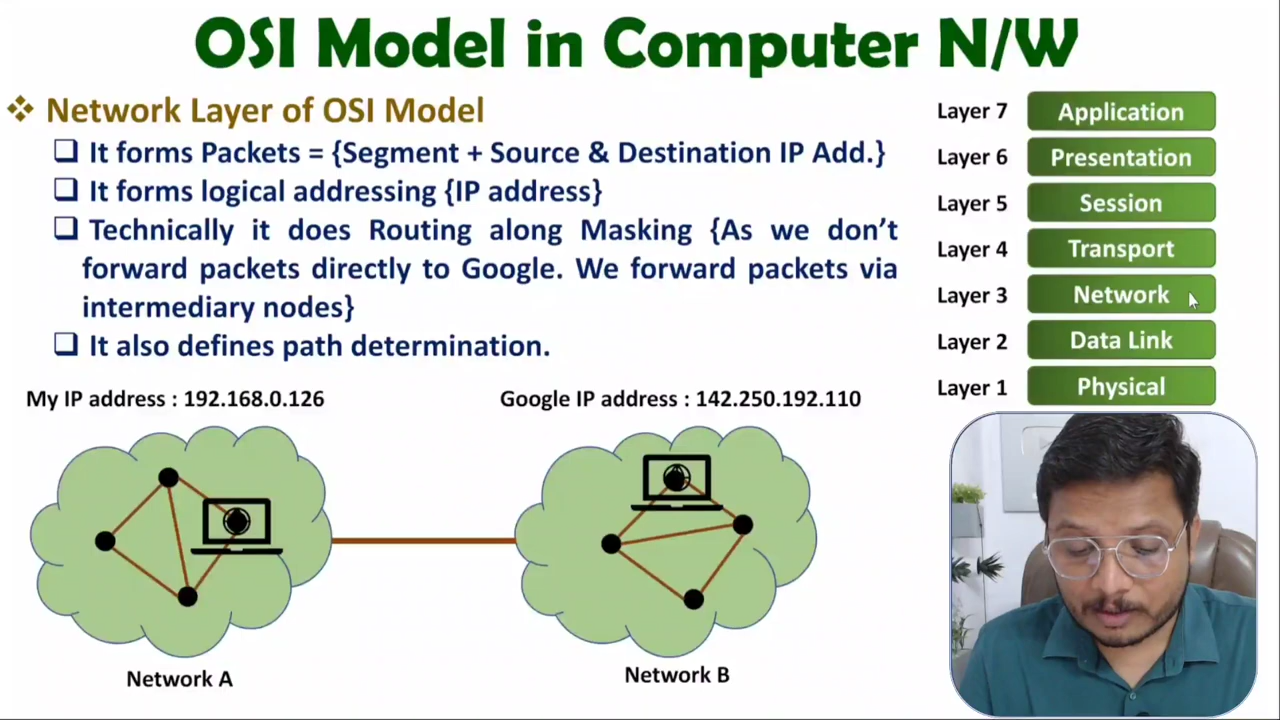 OSI Model in Computer N/W
Network Layer of OSI Model
It forms Packets = {Segment + Source & Destination IP Add.}
It forms logical addressing {IP address}
Technically it does Routing along Masking {As we don't
forward packets directly to Google. We forward packets via
intermediary nodes}
It also defines path determination.
Layer 7 Application
Layer 6 Presentation
Layer 5 Session
Layer 4 Transport
Layer 3 Network
Layer 2 Data Link
Layer 1 Physical
My IP address : 192.168.0.126
Google IP address : 142.250.192.110
Network A
Network B